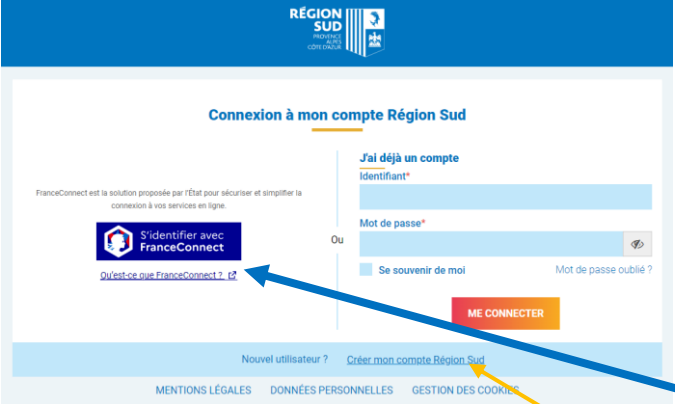 RÉGION
SUD
PROVENCE
ALPES
CÔTE D'AZUR
Connexion à mon compte Région Sud
FranceConnect est la solution proposée par l'État pour sécuriser et simplifier la
connexion à vos services en ligne.
S'identifier avec
FranceConnect
Qu'est-ce que FranceConnect ?
Ou
J'ai déjà un compte
Identifiant*
Mot de passe*
Se souvenir de moi
Mot de passe oublié ?
ME CONNECTER
Nouvel utilisateur ? Créer mon compte Région Sud
MENTIONS LÉGALES DONNÉES PERSONNELLES GESTION DES COOKIES